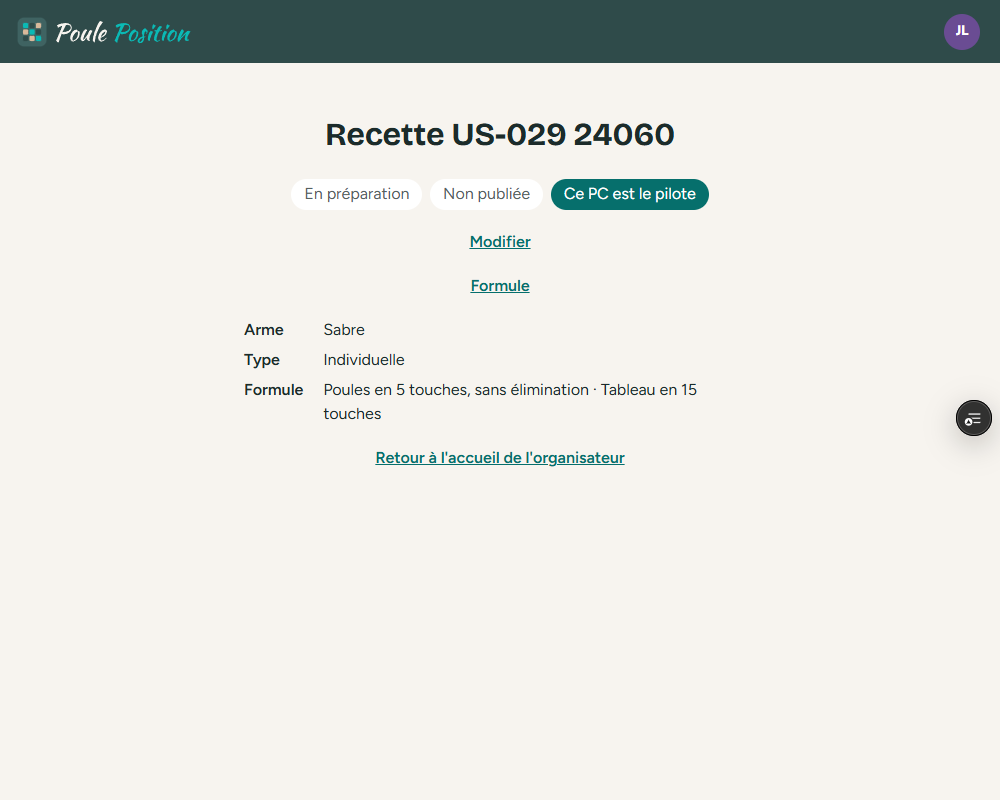 Poule Position
JL
Recette US-029 24060
En préparation
Non publiée
Ce PC est le pilote
Modifier
Formule
Arme Sabre
Type Individuelle
Formule Poules en 5 touches, sans élimination · Tableau en 15
touches
Retour à l'accueil de l'organisateur